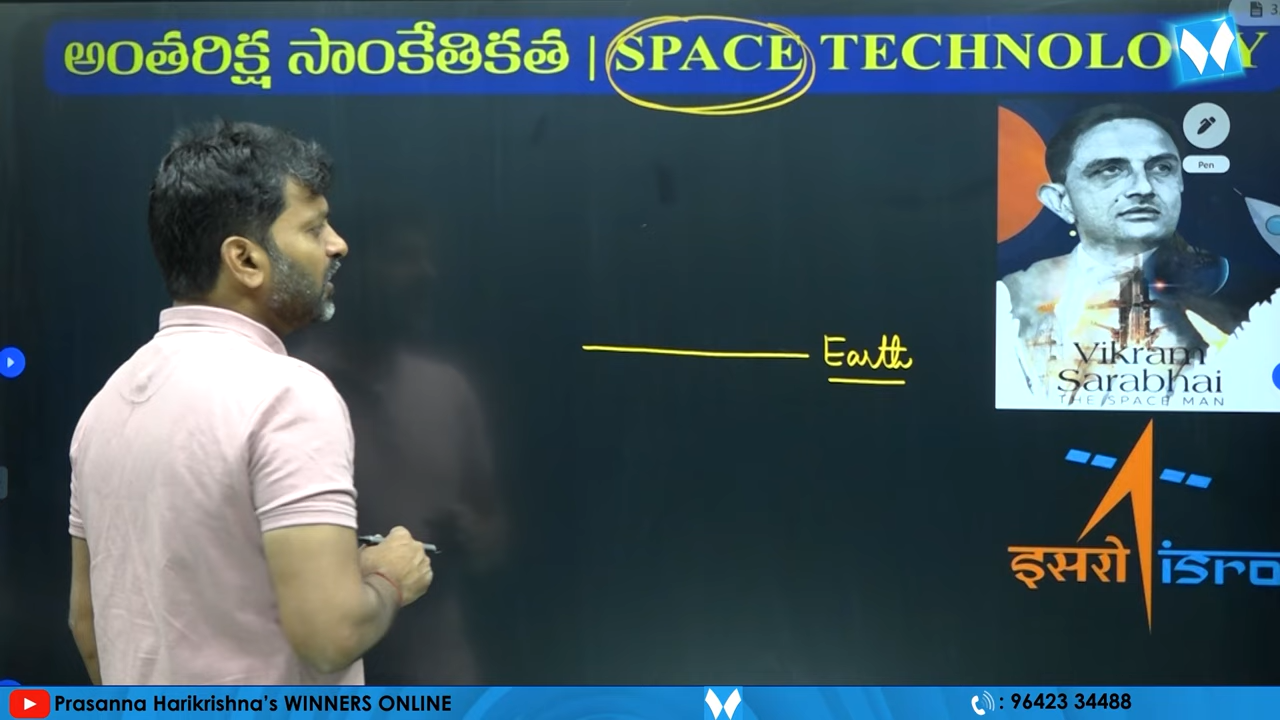 అంతరిక్ష సాంకేతికత | SPACE TECHNOLOGY
Pen
Earth
Vikram
Sarabhai
THE SPACE MAN
इसरो isro
Prasanna Harikrishna's WINNERS ONLINE
: 96423 34488